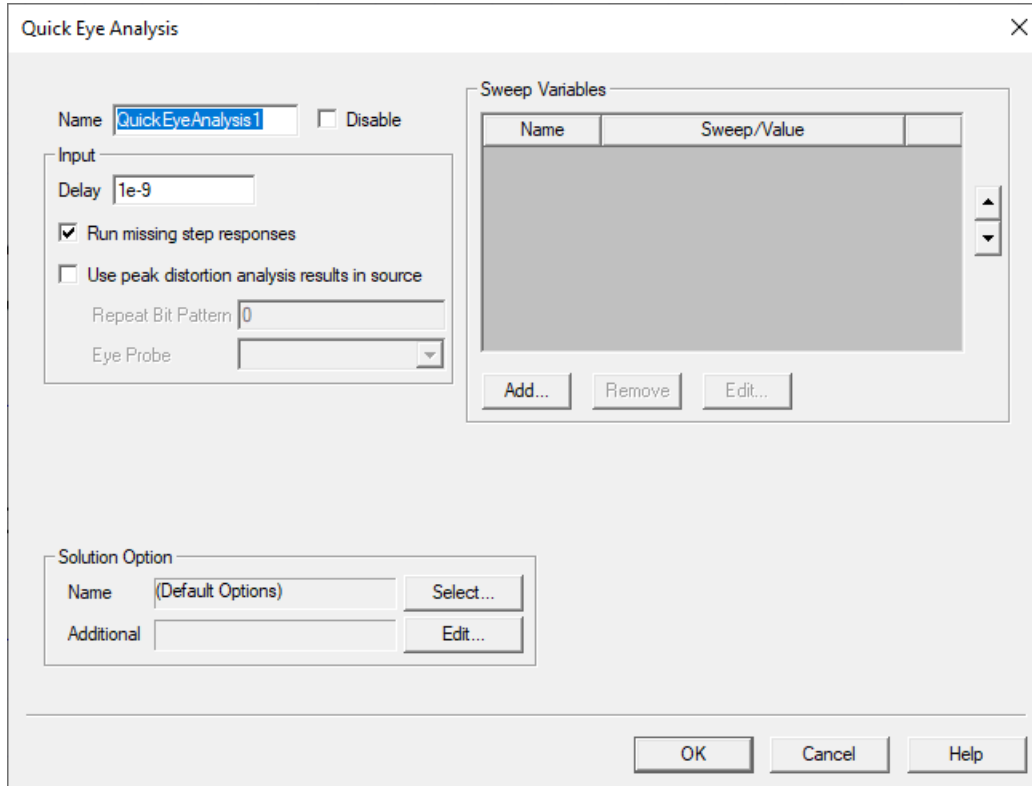 Quick Eye Analysis
Name QuickEyeAnalysis1 Disable
Input
Delay 1e-9
Run missing step responses
Use peak distortion analysis results in source
Repeat Bit Pattern 0
Eye Probe
Sweep Variables
Name Sweep/Value
Add... Remove Edit...
Solution Option
Name (Default Options) Select...
Additional Edit...
OK Cancel Help